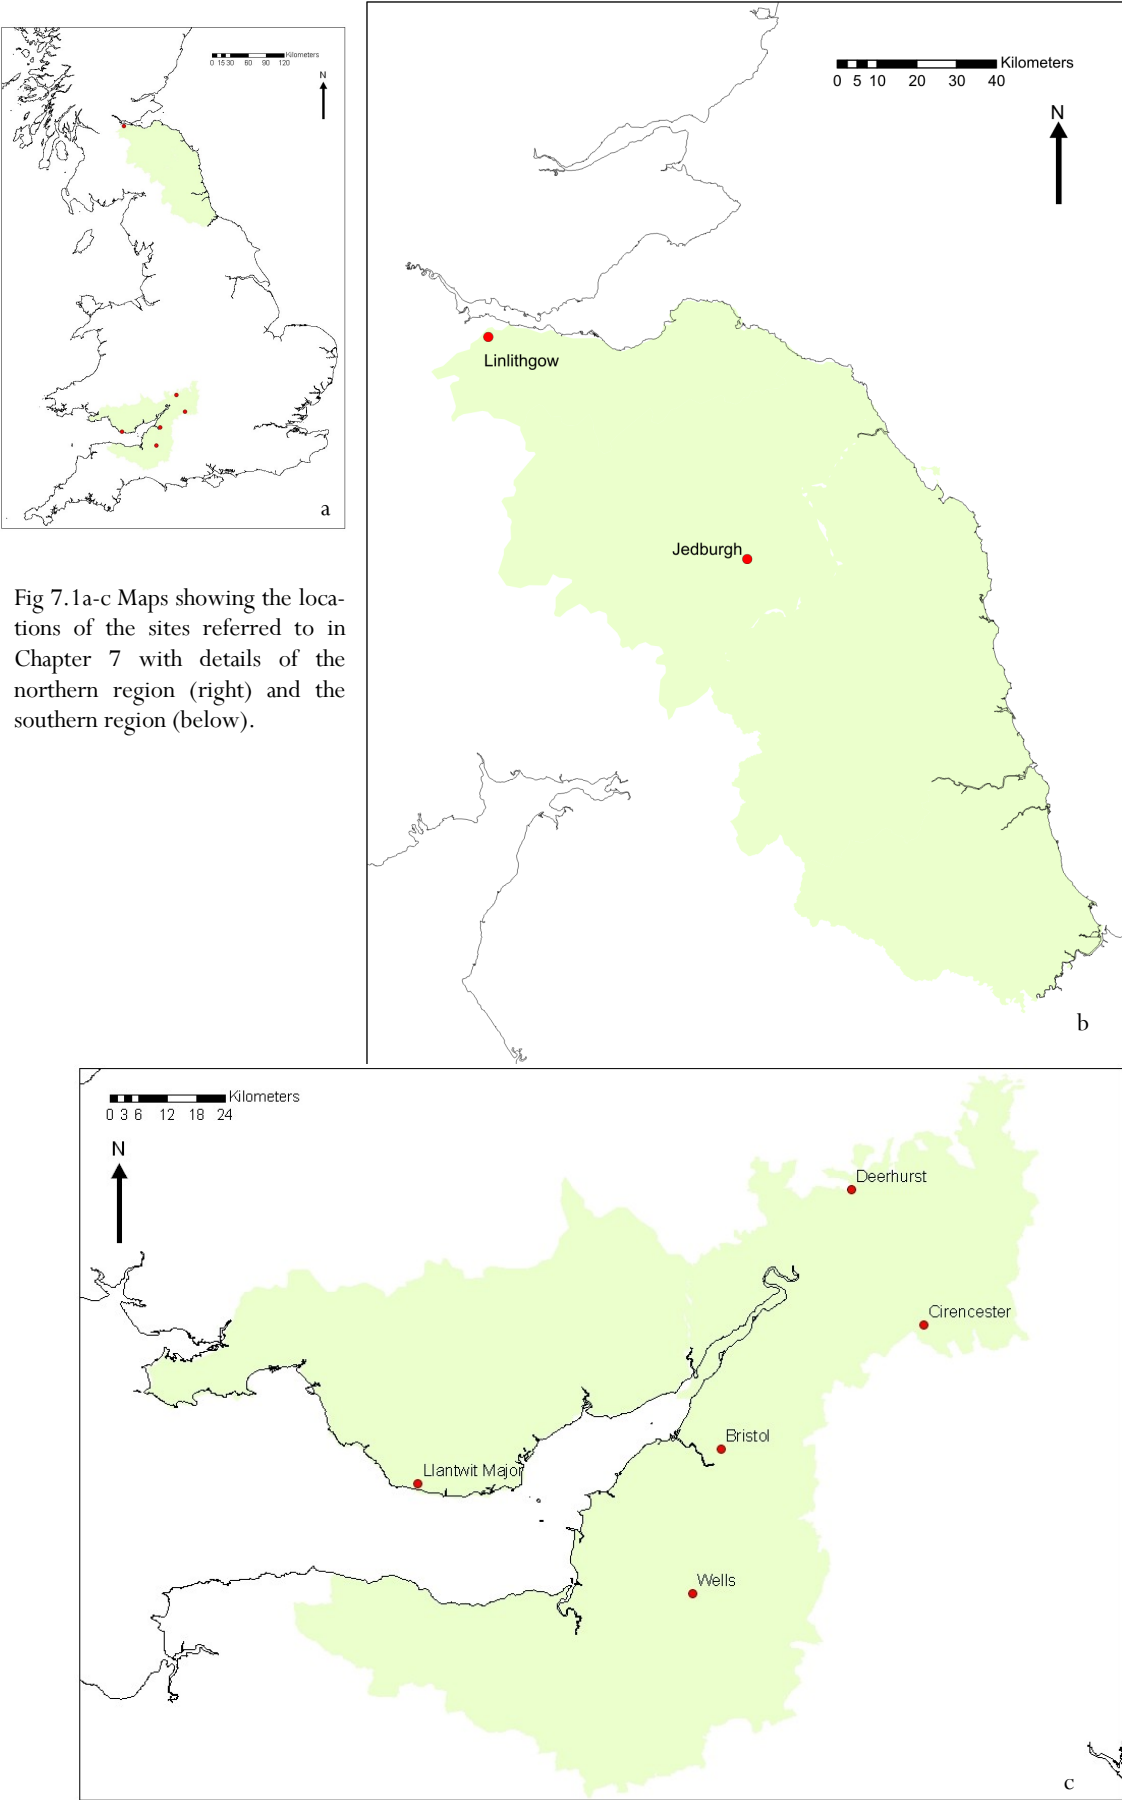 Kilometers
0 15 30 60 90 120
N
a
Fig 7.1a-c Maps showing the loca-
tions of the sites referred to in
Chapter 7 with details of the
northern region (right) and the
southern region (below).
Kilometers
0 5 10 20 30 40
N
Linlithgow
Jedburgh
b
Kilometers
0 3 6 12 18 24
N
Deerhurst
Cirencester
Bristol
Llantwit Major
Wells
c